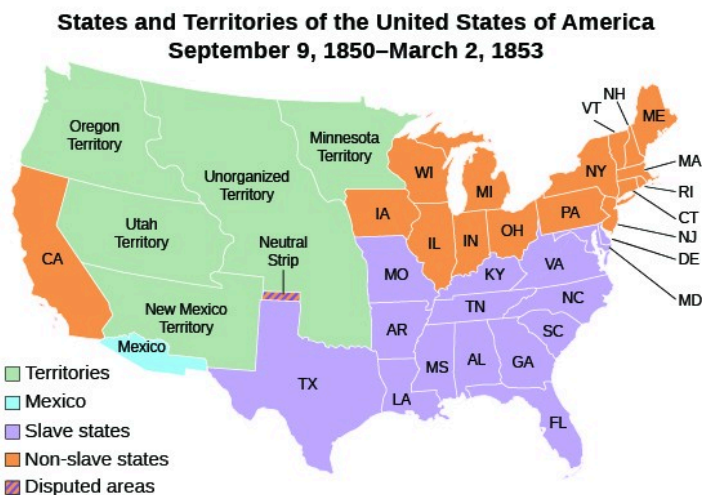 States and Territories of the United States of America
September 9, 1850–March 2, 1853
NH
VT
ME
Oregon
Territory
Minnesota
Territory
WI
NY
MA
Unorganized
Territory
MI
RI
IA
PA
CT
Utah
Territory
OH
IL
IN
NJ
Neutral
Strip
CA
DE
MO
KY
VA
MD
New Mexico
Territory
TN
NC
AR
SC
Mexico
MS
AL
GA
Territories
TX
LA
Mexico
FL
Slave states
Non-slave states
Disputed areas